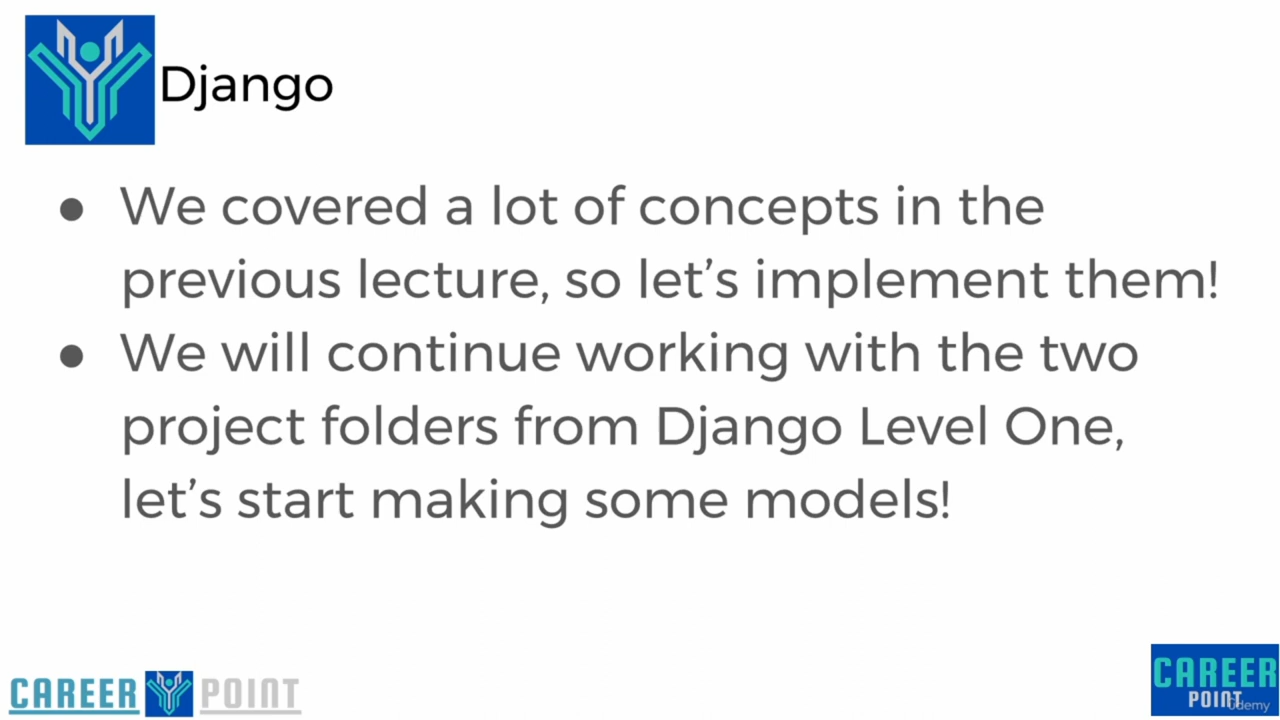 Django
● We covered a lot of concepts in the
previous lecture, so let’s implement them!
● We will continue working with the two
project folders from Django Level One,
let’s start making some models!
CAREER POINT
CAREER
POINT
Udemy